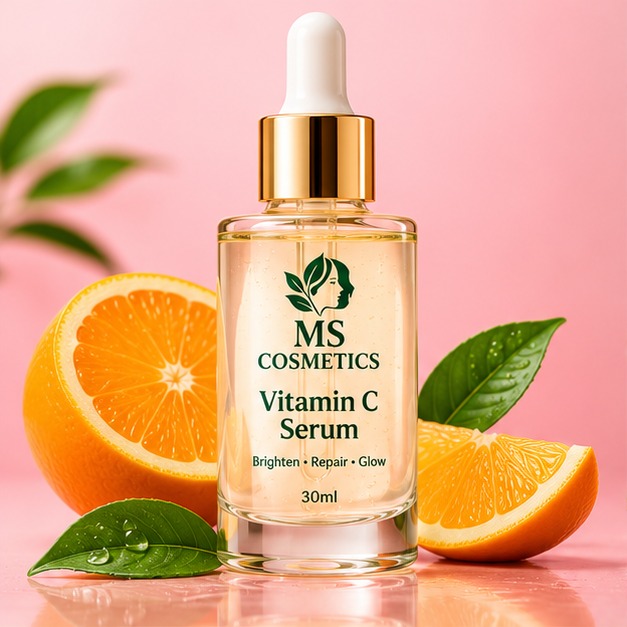 MS
COSMETICS
Vitamin C
Serum
Brighten • Repair • Glow
30ml